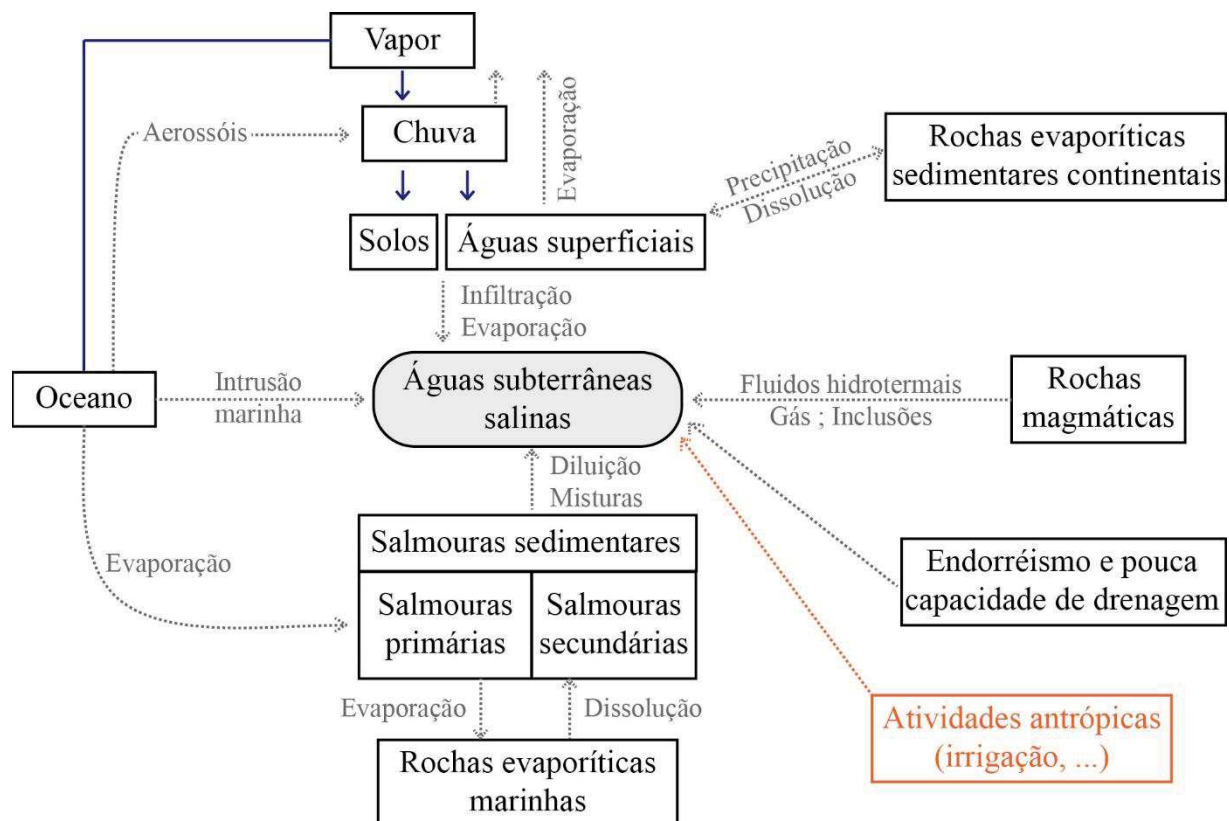 Vapor
Aerossóis
Chuva
Evaporação
Precipitação
Dissolução
Rochas evaporíticas
sedimentares continentais
Solos
Águas superficiais
Infiltração
Evaporação
Oceano
Intrusão
marinha
Águas subterrâneas
salinas
Fluidos hidrotermais
Gás ; Inclusões
Rochas
magmáticas
Diluição
Misturas
Evaporação
Salmouras sedimentares
Salmouras
primárias
Salmouras
secundárias
Endorréismo e pouca
capacidade de drenagem
Evaporação
Dissolução
Rochas evaporíticas
marinhas
Atividades antrópicas
(irrigação, ...)